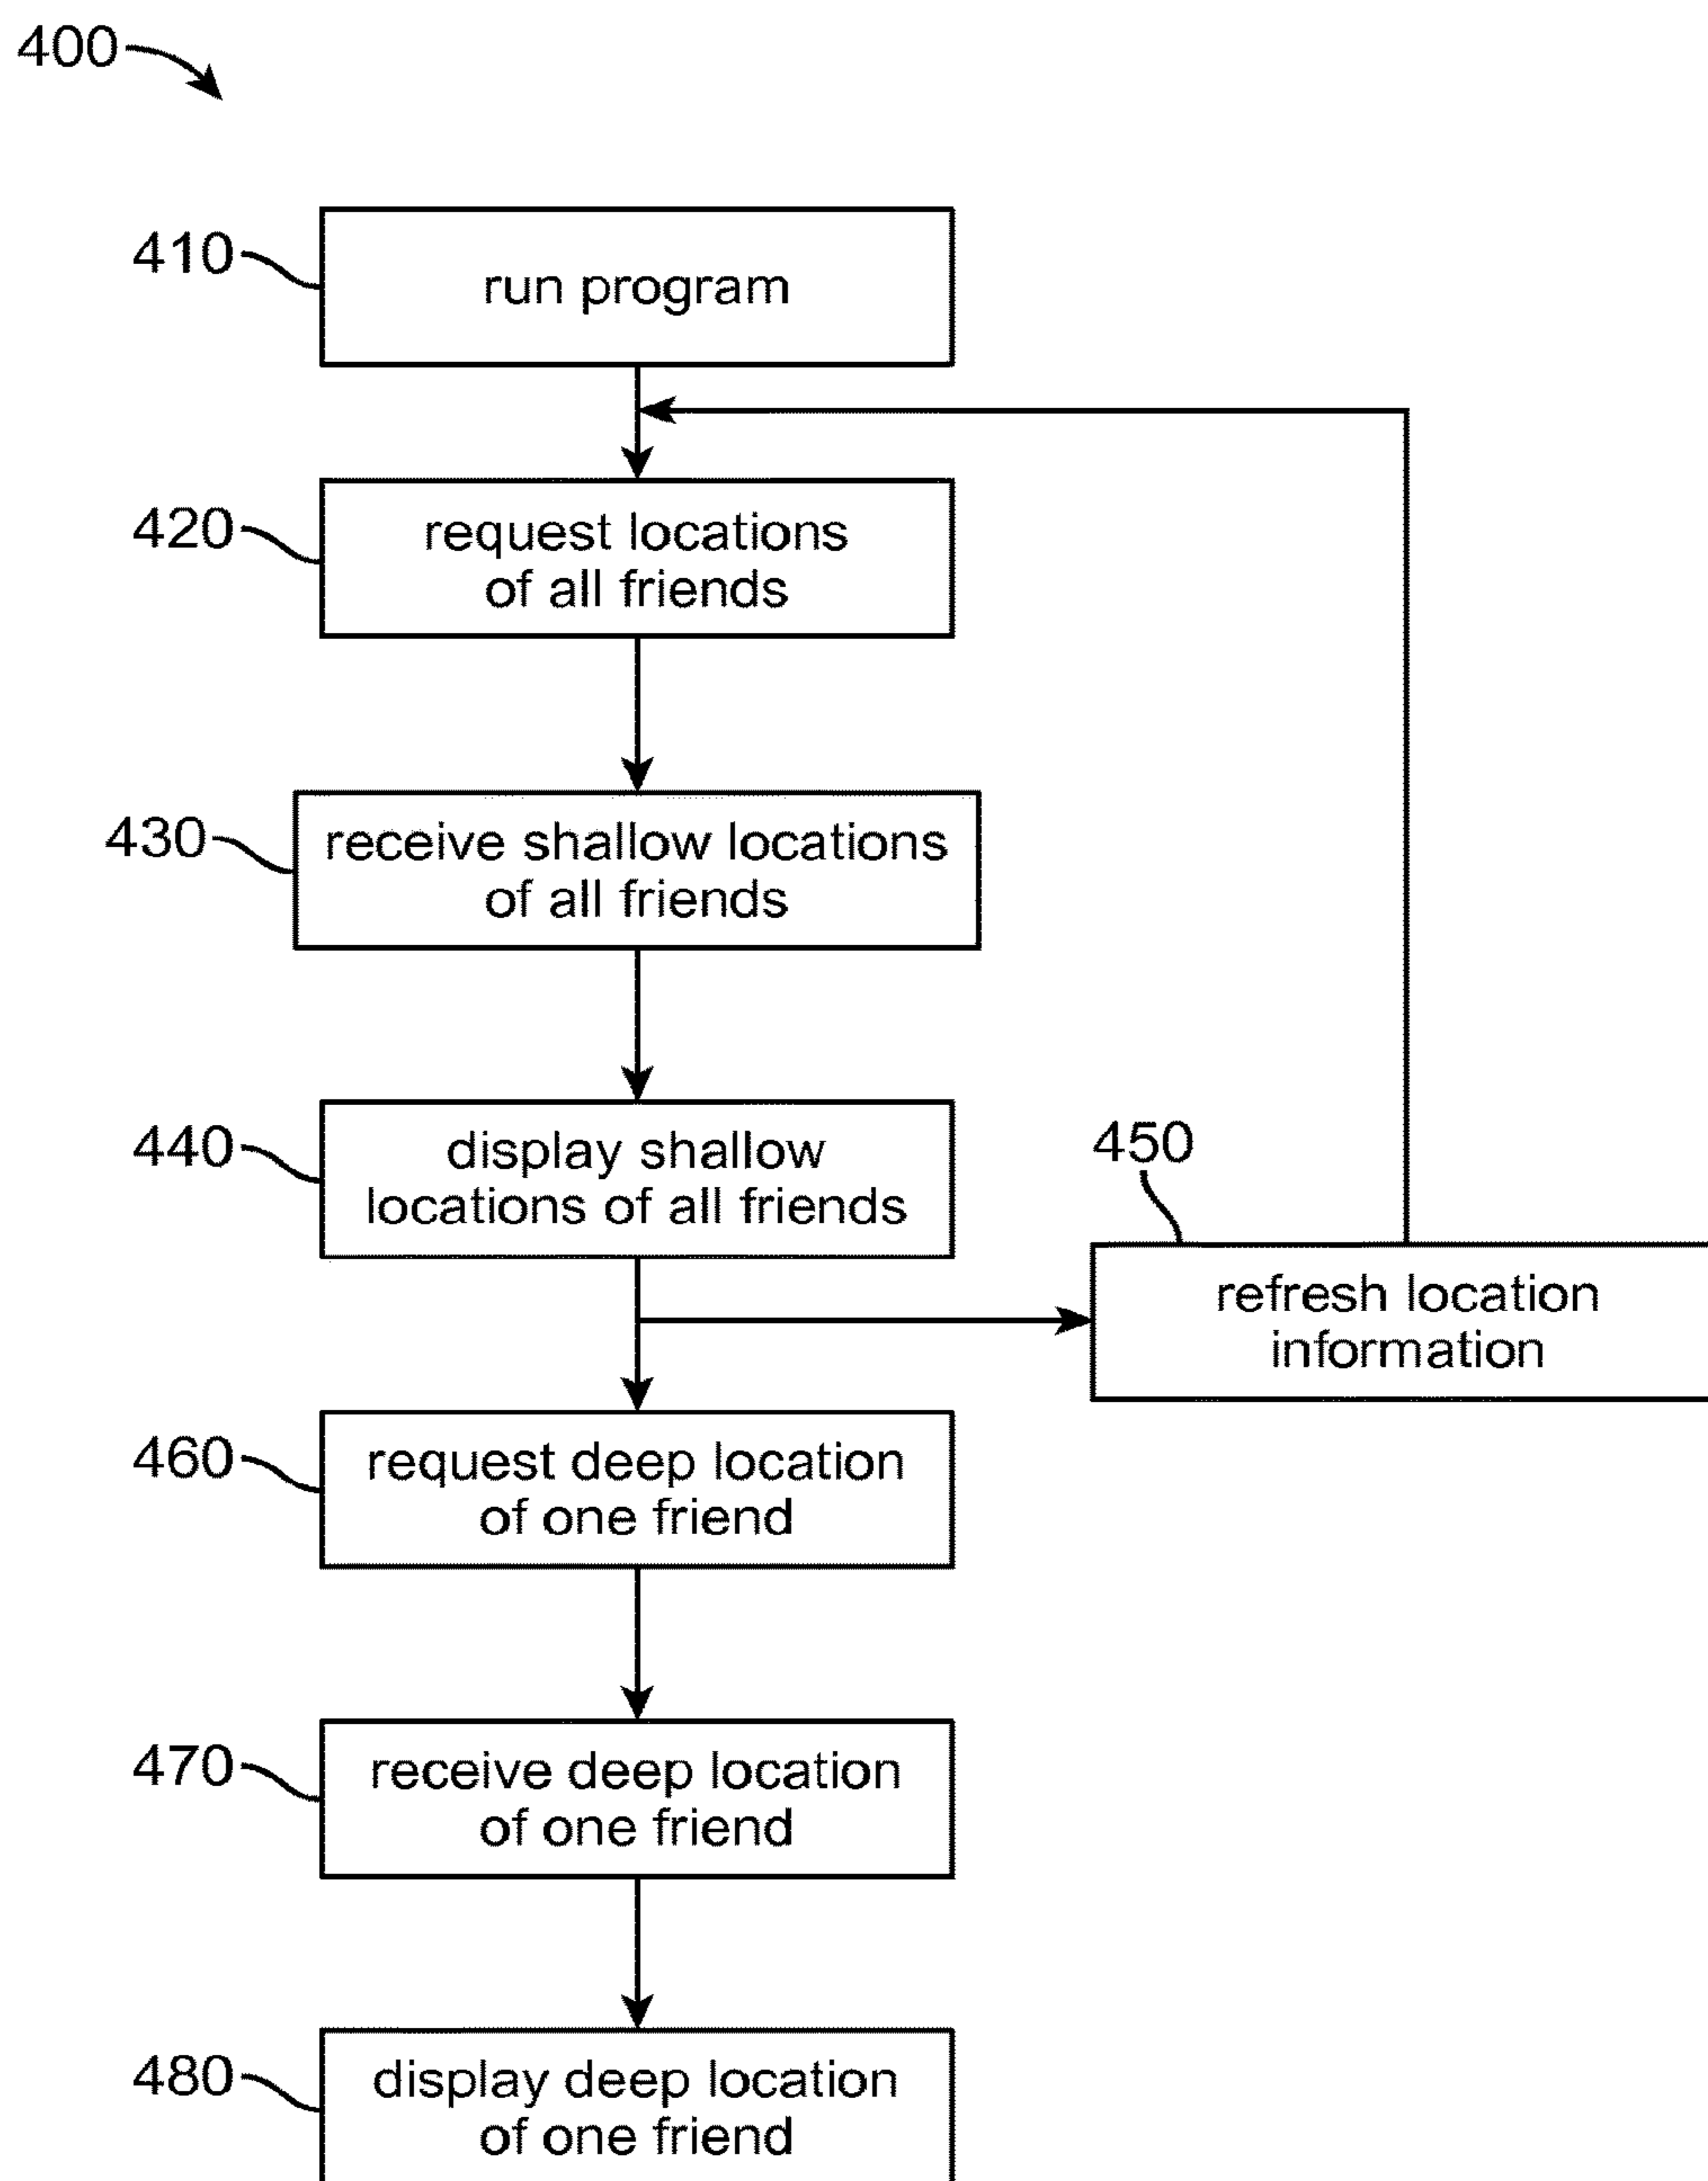 400
410
run program
420
request locations
of all friends
430
receive shallow locations
of all friends
440
display shallow
locations of all friends
450
refresh location
information
460
request deep location
of one friend
470
receive deep location
of one friend
480
display deep location
of one friend